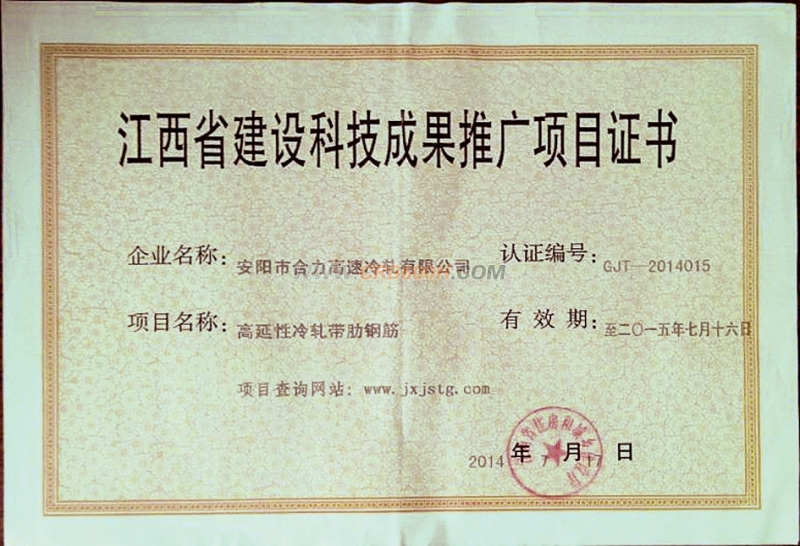 江西省建设科技成果推广项目证书
企业名称：安阳市合力高速冷轧有限公司
认证编号：GJT—2014015
项目名称：高延性冷轧带肋钢筋
有效期：至二〇一五年七月十六日
项目查询网站：www.jxjstg.com
2014年7月17日